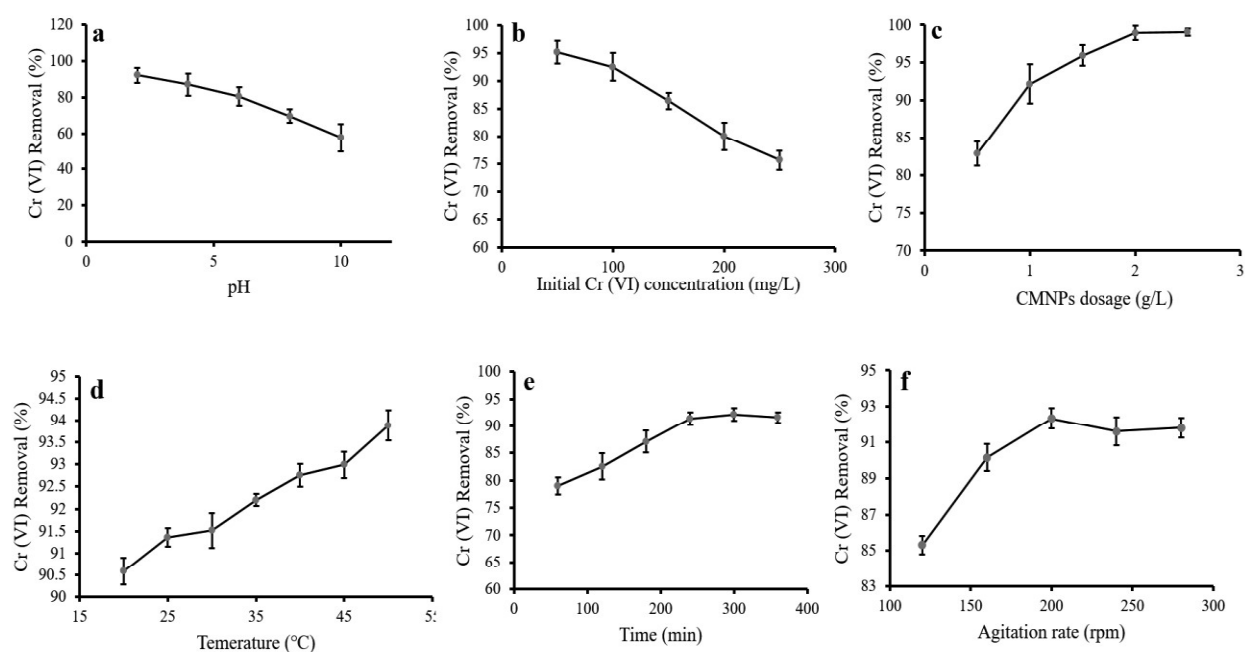 a
Cr (VI) Removal (%)
120
100
80
60
40
20
0
0 5 10
pH
b
Cr (VI) Removal (%)
100
95
90
85
80
75
70
65
60
0 100 200 300
Initial Cr (VI) concentration (mg/L)
c
Cr (VI) Removal (%)
100
95
90
85
80
75
70
0 1 2 3
CMNPs dosage (g/L)
d
Cr (VI) Removal (%)
95
94.5
94
93.5
93
92.5
92
91.5
91
90.5
90
15 20 25 30 35 40 45 50 5
Temerature (°C)
e
Cr (VI) Removal (%)
100
95
90
85
80
75
70
65
60
0 100 200 300 400
Time (min)
f
Cr (VI) Removal (%)
95
93
91
89
87
85
83
100 150 200 250 300
Agitation rate (rpm)